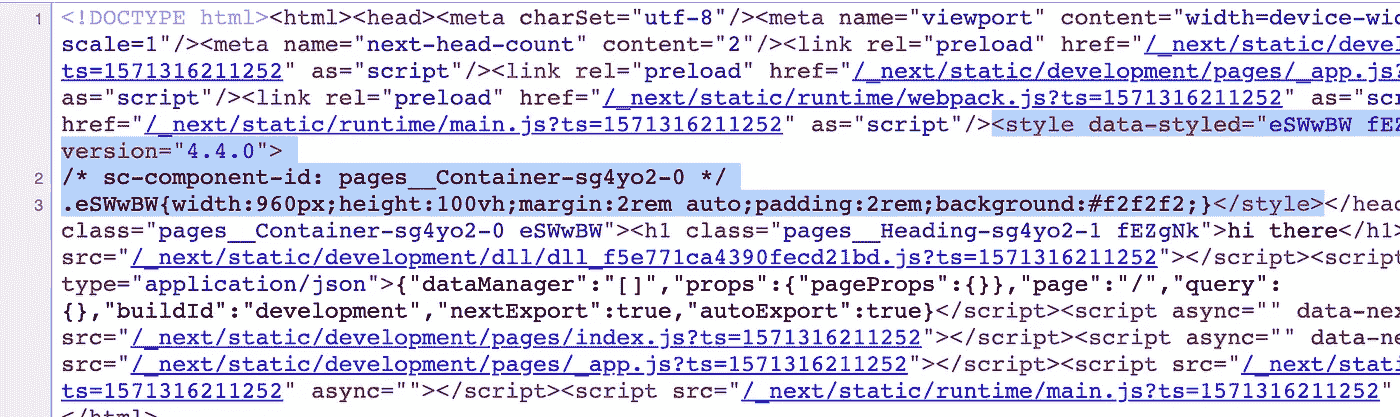 1 <!DOCTYPE html><html><head><meta charSet="utf-8"/><meta name="viewport" content="width=device-wid
scale=1"/><meta name="next-head-count" content="2"/><link rel="preload" href="/_next/static/devel
ts=1571316211252" as="script"/><link rel="preload" href="/_next/static/development/pages/_app.js?
as="script"/><link rel="preload" href="/_next/static/runtime/webpack.js?ts=1571316211252" as="scr
href="/_next/static/runtime/main.js?ts=1571316211252" as="script"/><style data-styled="eSWwBW fEZ
version="4.4.0">
2 /* sc-component-id: pages__Container-sg4yo2-0 */
3 .eSWwBW{width:960px;height:100vh;margin:2rem auto;padding:2rem;background:#f2f2f2;}</style></head
class="pages__Container-sg4yo2-0 eSWwBW"><h1 class="pages__Heading-sg4yo2-1 fEZgNk">hi there</h1>
src="/_next/static/development/dll/dll_f5e771ca4390fecd21bd.js?ts=1571316211252"></script><script
type="application/json">{"dataManager":"[]","props":{"pageProps":{}},"page":"/","query":
{},"buildId":"development","nextExport":true,"autoExport":true}</script><script async="" data-nex
src="/_next/static/development/pages/index.js?ts=1571316211252"></script><script async="" data-ne
src="/_next/static/development/pages/_app.js?ts=1571316211252"></script><script src="/_next/stati
ts=1571316211252" async=""></script><script src="/_next/static/runtime/main.js?ts=1571316211252"
</html>